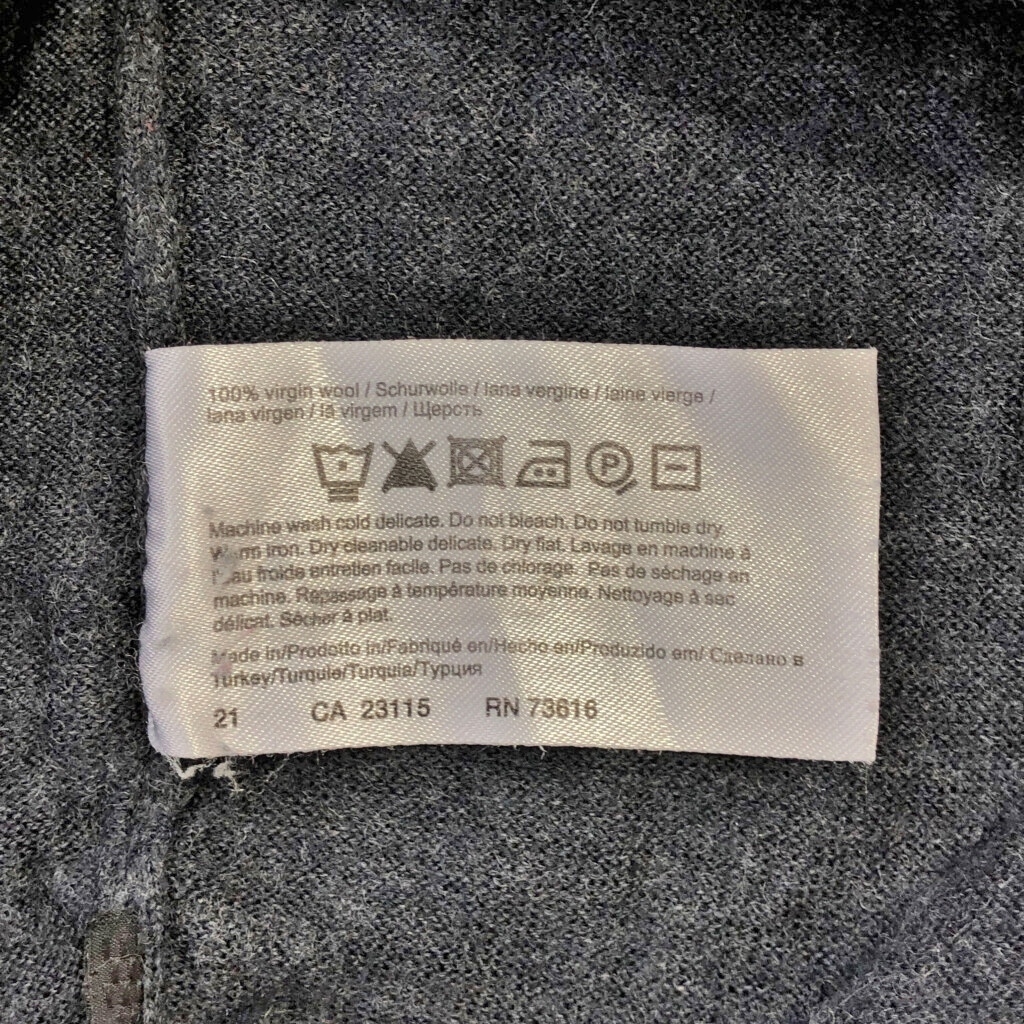 100% virgin wool / Schurwolle / lana vergine / laine vierge /
lana virgen / lã virgem / Щерсть
P
Machine wash cold delicate. Do not bleach. Do not tumble dry.
Warm iron. Dry cleanable delicate. Dry flat. Lavage en machine à
l'eau froide entretien facile. Pas de chlorage. Pas de séchage en
machine. Repassage à température moyenne. Nettoyage à sec
délicat. Sécher à plat.
Made in/Prodotto in/Fabriqué en/Hecho en/Produzido em/ Сделано в
Turkey/Turquie/Turquia/Турция
21 CA 23115 RN 73616